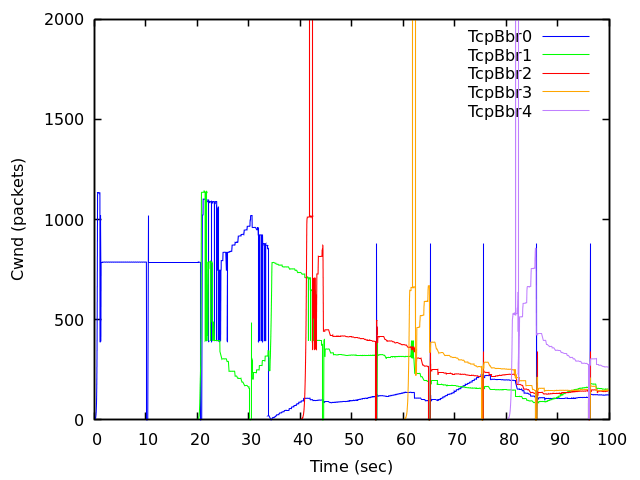 2000
1500
1000
500
0
Cwnd (packets)
TcpBbr0
TcpBbr1
TcpBbr2
TcpBbr3
TcpBbr4
0 10 20 30 40 50 60 70 80 90 100
Time (sec)